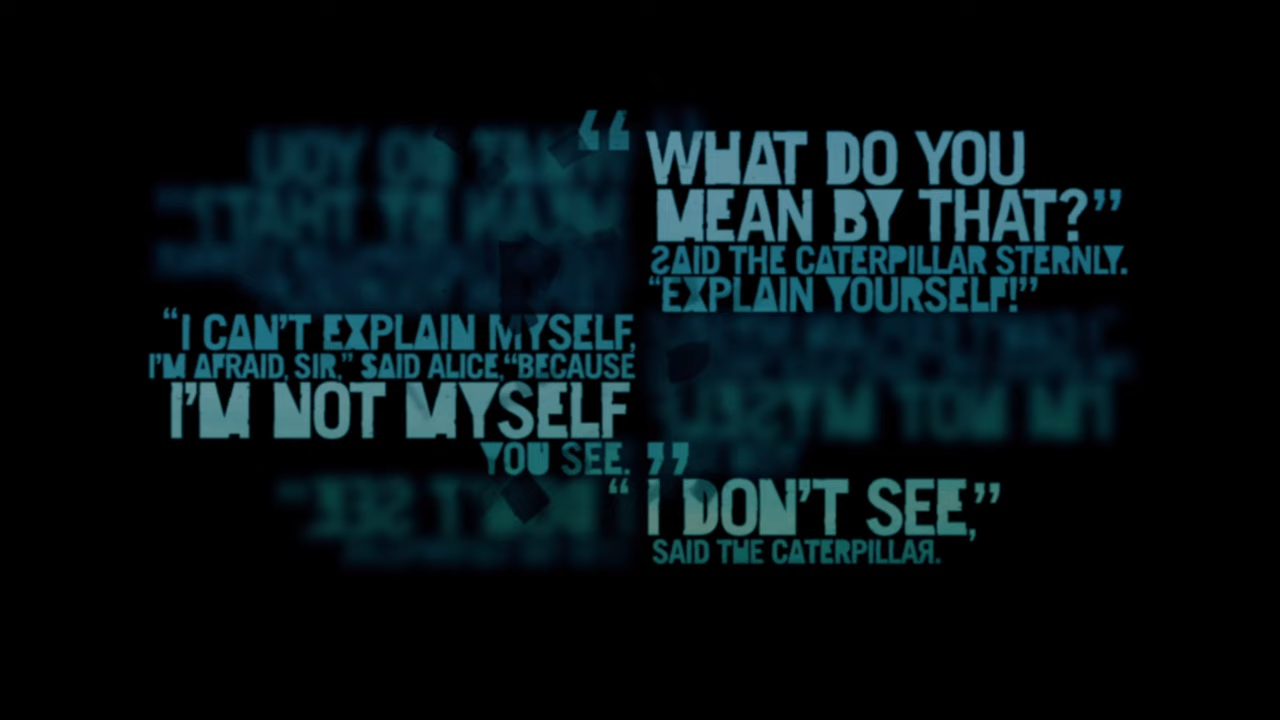 “WHAT DO YOU
MEAN BY THAT?”
SAID THE CATERPILLAR STERNLY.
“EXPLAIN YOURSELF!”
“I CAN’T EXPLAIN MYSELF,
I’M AFRAID, SIR,” SAID ALICE, “BECAUSE
I’M NOT MYSELF
YOU SEE.”
“I DON’T SEE,”
SAID THE CATERPILLAR.